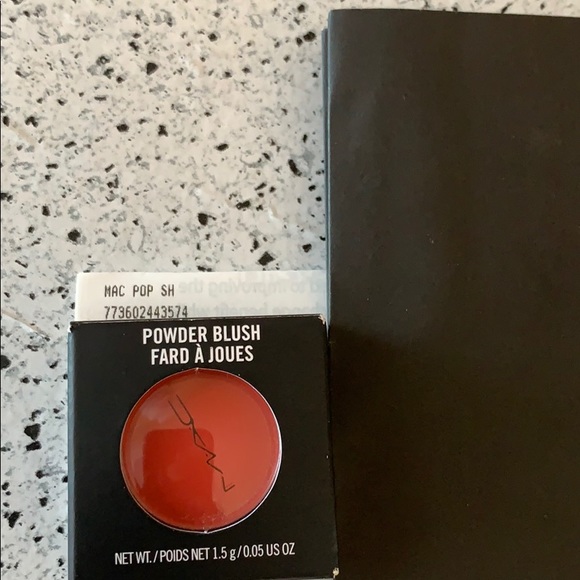 MAC POP SH
773602443574
POWDER BLUSH
FARD À JOUES
MAC
NET WT./POIDS NET 1.5 g/0.05 US OZ